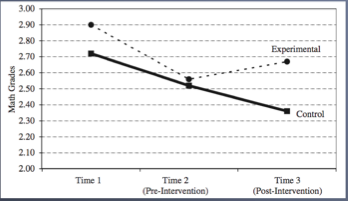 3.00
2.90
2.80
2.70
2.60
2.50
2.40
2.30
2.20
2.10
2.00
Math Grades
Experimental
Control
Time 1
Time 2
(Pre-Intervention)
Time 3
(Post-Intervention)